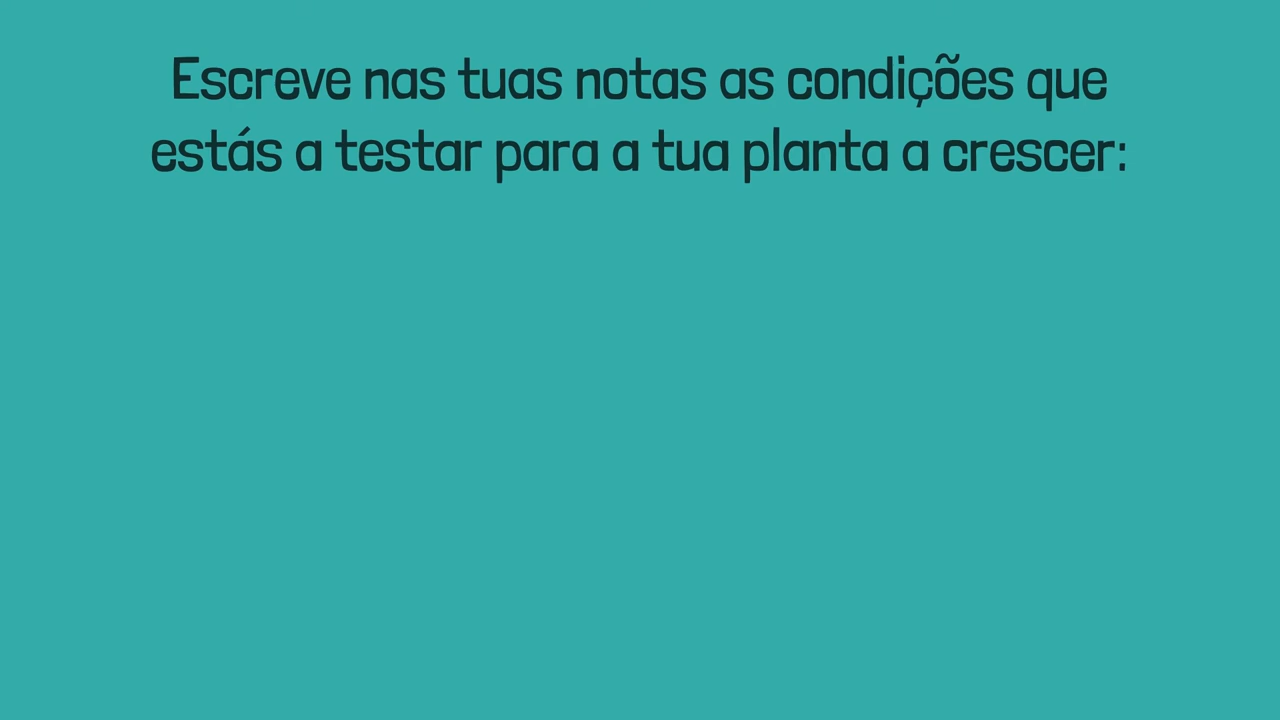 Escreve nas tuas notas as condições que
estás a testar para a tua planta a crescer: